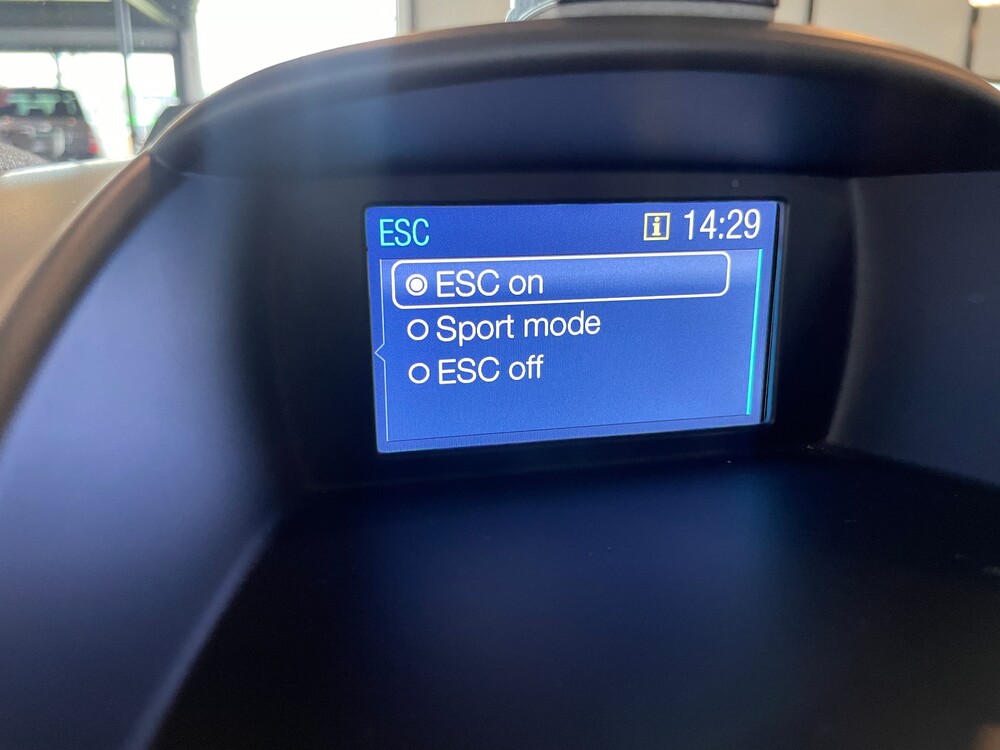 ESC
i 14:29
ESC on
Sport mode
ESC off